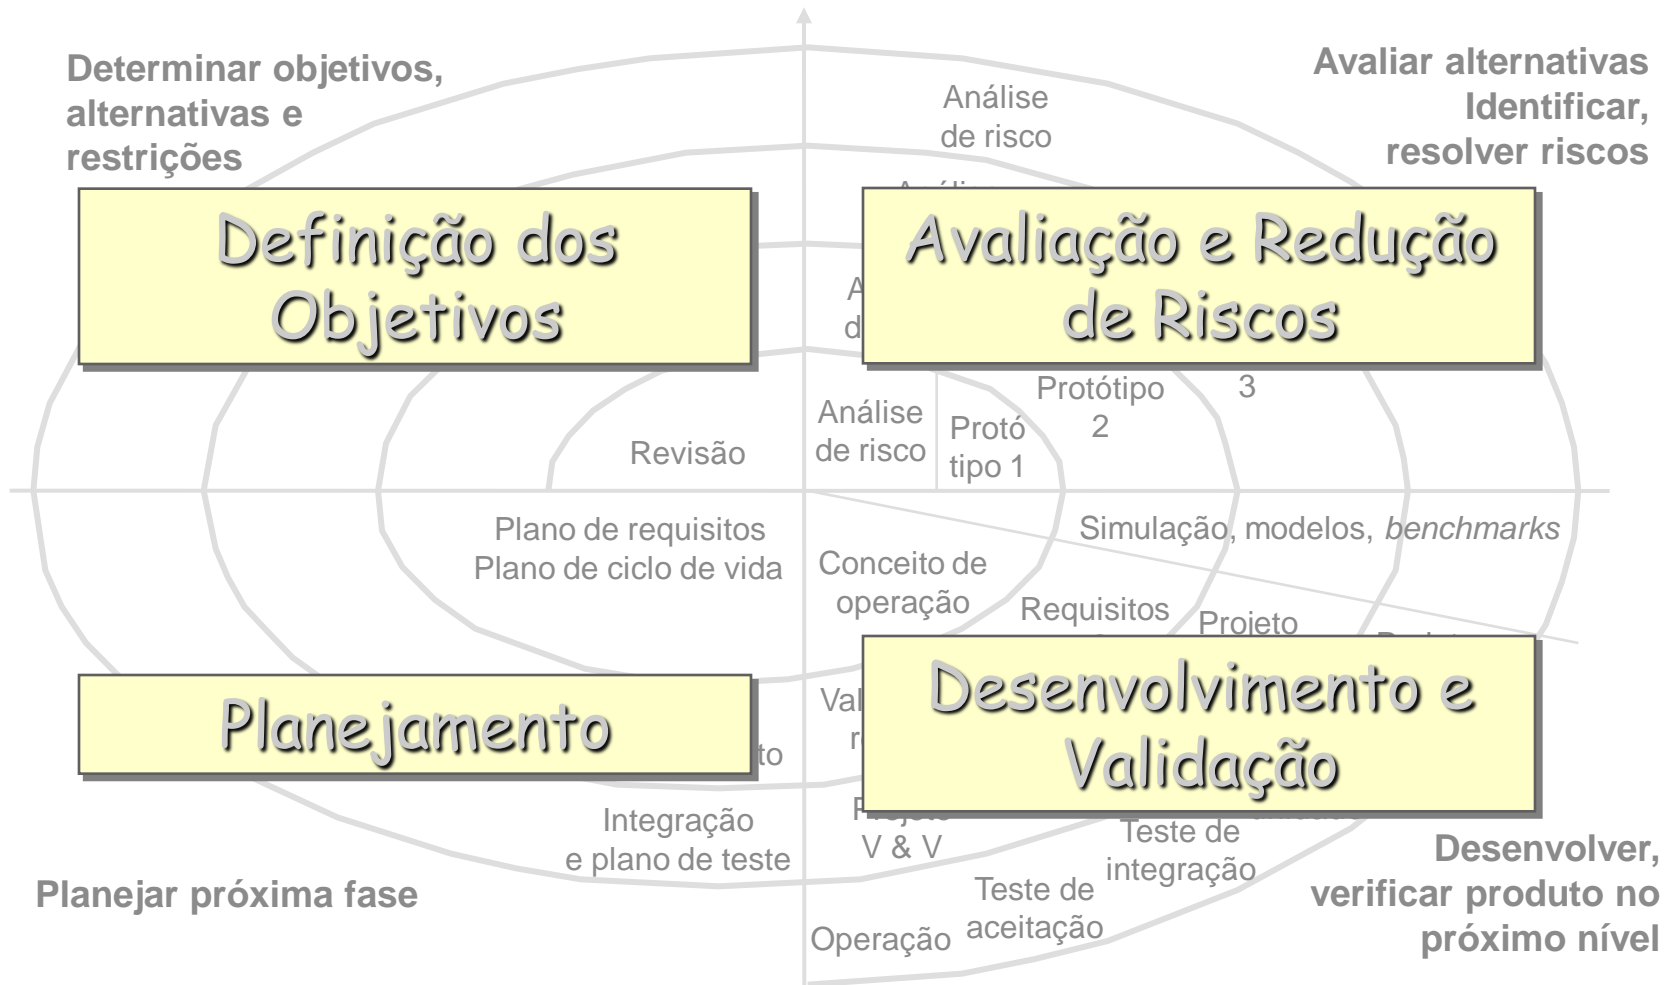 Determinar objetivos,
alternativas e
restrições
Avaliar alternativas
Identificar,
resolver riscos
Análise
de risco
Definição dos
Objetivos
Avaliação e Redução
de Riscos
Revisão
Análise
de risco
Protó
tipo 1
Protótipo
2
3
Plano de requisitos
Plano de ciclo de vida
Simulação, modelos, benchmarks
Conceito de
operação
Requisitos
Projeto
Planejamento
Desenvolvimento e
Validação
Integração
e plano de teste
V & V
Teste de
integração
Teste de
aceitação
Operação
Planejar próxima fase
Desenvolver,
verificar produto no
próximo nível